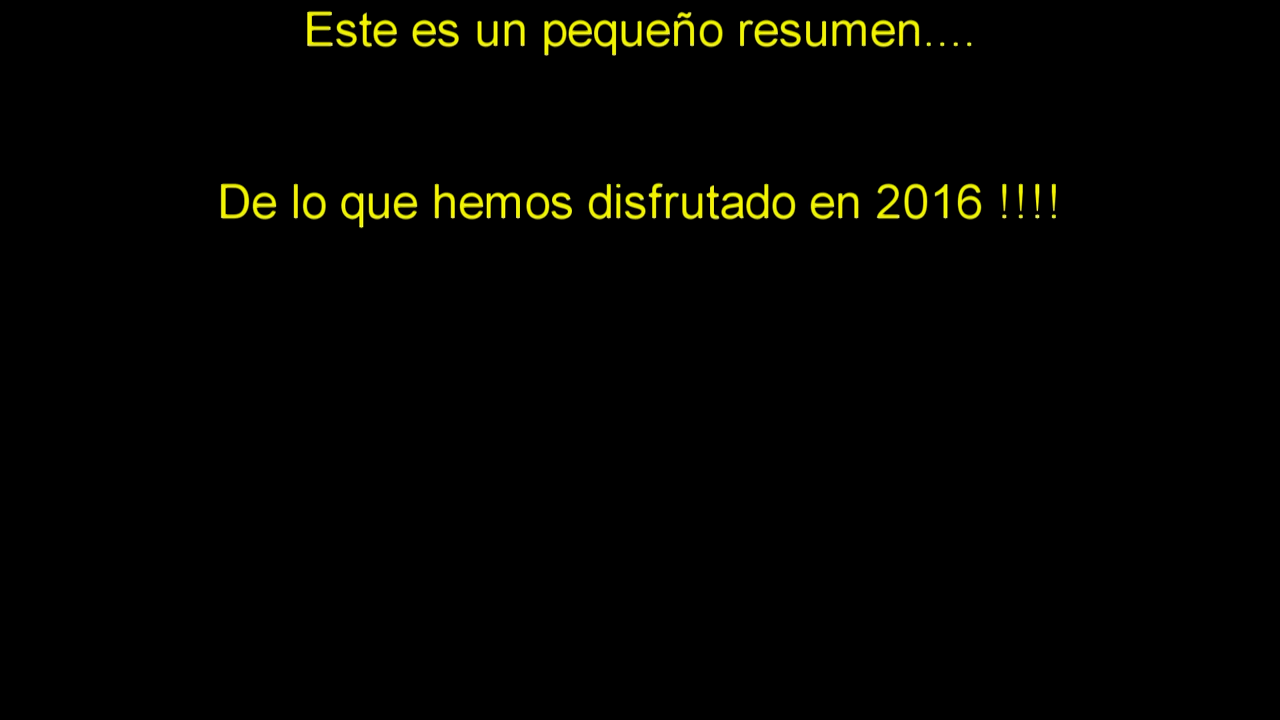 Este es un pequeño resumen....
De lo que hemos disfrutado en 2016 !!!!